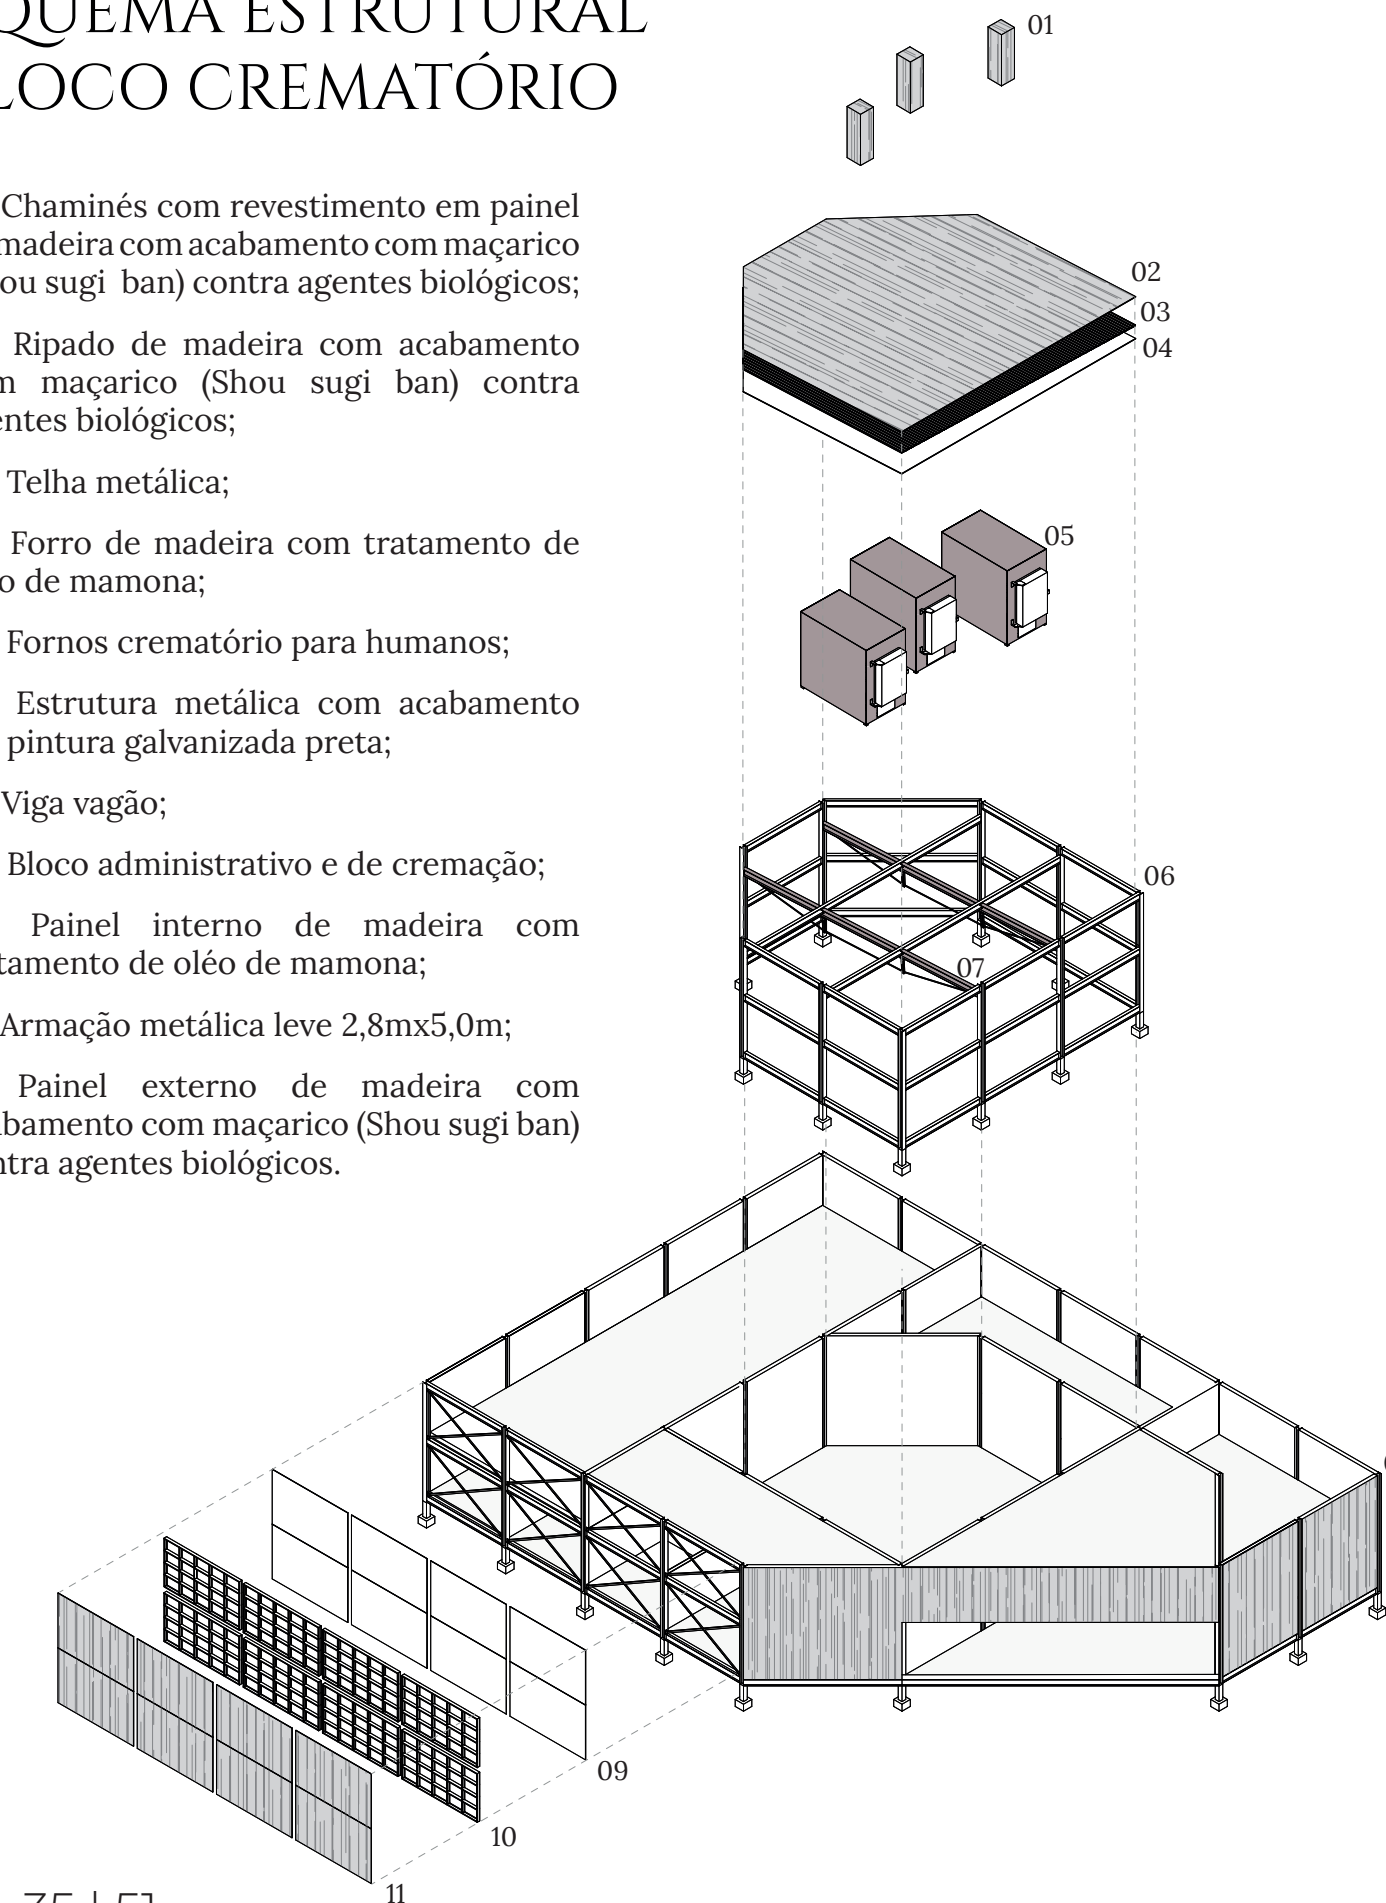 QUEMA ESTRUTURAL
LOCO CREMATÓRIO
Chaminés com revestimento em painel
madeira com acabamento com maçarico
ou sugi ban) contra agentes biológicos;
Ripado de madeira com acabamento
m maçarico (Shou sugi ban) contra
entes biológicos;
Telha metálica;
Forro de madeira com tratamento de
o de mamona;
Fornos crematório para humanos;
Estrutura metálica com acabamento
pintura galvanizada preta;
Viga vagão;
Bloco administrativo e de cremação;
Painel interno de madeira com
tamento de oléo de mamona;
Armação metálica leve 2,8mx5,0m;
Painel externo de madeira com
abamento com maçarico (Shou sugi ban)
ntra agentes biológicos.
01
02
03
04
05
06
07
09
10
11